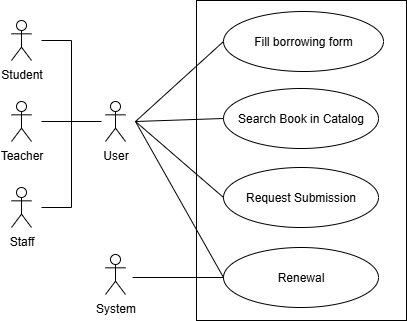 Student
Fill borrowing form
Search Book in Catalog
Teacher
User
Request Submission
Staff
Renewal
System